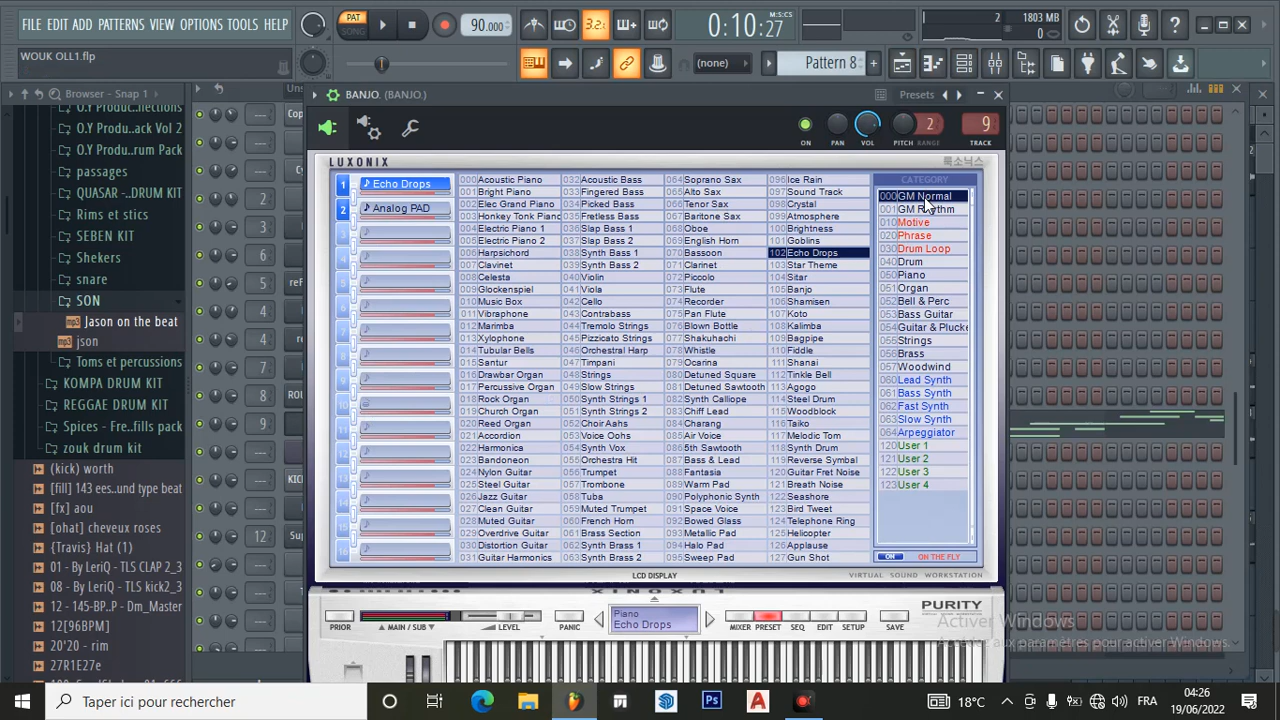 FILE EDIT ADD PATTERNS VIEW OPTIONS TOOLS HELP
WOUK OLL1.flp
PAT
SONG
90.000
3.2.
0:10:27
M:S:CS
2
1803 MB
0
(none)
Pattern 8
Browser - Snap 1
O.Y Produ...ack Vol 2
O.Y Produ...rum Pack
passages
QUASAR -...DRUM KIT
Rims et stics
SEBEN KIT
Shekers
snare
SON
Jason on the beat
json
Toms et percussions
KOMPA DRUM KIT
REGGAE DRUM KIT
Spices - Fre...fills pack
zouk drum kit
(kick) worth
[fill] 143 ees...und type beat
[fx] aou
[ohat] cheveux roses
{Travis} Hat (1)
01 - By LeriQ - TLS CLAP 2_3
08 - By LeriQ - TLS kick2_3
12 - 145-BP...P - Dm_Master
12[96BPM]
20'20 - rim
27R1E27e
2
3
4
5
6
7
8
9
12
BANJO. (BANJO.)
Presets
ON
PAN
VOL
PITCH
RANGE
2
9
TRACK
LUXONIX
룩소닉스
1 Echo Drops
2 Analog PAD
000 Acoustic Piano
001 Bright Piano
002 Elec Grand Piano
003 Honkey Tonk Piano
004 Electric Piano 1
005 Electric Piano 2
006 Harpsichord
007 Clavinet
008 Celesta
009 Glockenspiel
010 Music Box
011 Vibraphone
012 Marimba
013 Xylophone
014 Tubular Bells
015 Santur
016 Drawbar Organ
017 Percussive Organ
018 Rock Organ
019 Church Organ
020 Reed Organ
021 Accordion
022 Harmonica
023 Bandoneon
024 Nylon Guitar
025 Steel Guitar
026 Jazz Guitar
027 Clean Guitar
028 Muted Guitar
029 Overdrive Guitar
030 Distortion Guitar
031 Guitar Harmonics
032 Acoustic Bass
033 Fingered Bass
034 Picked Bass
035 Fretless Bass
036 Slap Bass 1
037 Slap Bass 2
038 Synth Bass 1
039 Synth Bass 2
040 Violin
041 Viola
042 Cello
043 Contrabass
044 Tremolo Strings
045 Pizzicato Strings
046 Orchestral Harp
047 Timpani
048 Strings
049 Slow Strings
050 Synth Strings 1
051 Synth Strings 2
052 Choir Aahs
053 Voice Oohs
054 Synth Vox
055 Orchestra Hit
056 Trumpet
057 Trombone
058 Tuba
059 Muted Trumpet
060 French Horn
061 Brass Section
062 Synth Brass 1
063 Synth Brass 2
064 Soprano Sax
065 Alto Sax
066 Tenor Sax
067 Baritone Sax
068 Oboe
069 English Horn
070 Bassoon
071 Clarinet
072 Piccolo
073 Flute
074 Recorder
075 Pan Flute
076 Blown Bottle
077 Shakuhachi
078 Whistle
079 Ocarina
080 Detuned Square
081 Detuned Sawtooth
082 Synth Calliope
083 Chiff Lead
084 Charang
085 Air Voice
086 5th Sawtooth
087 Bass & Lead
088 Fantasia
089 Warm Pad
090 Polyphonic Synth
091 Space Voice
092 Bowed Glass
093 Metallic Pad
094 Halo Pad
095 Sweep Pad
096 Ice Rain
097 Sound Track
098 Crystal
099 Atmosphere
100 Brightness
101 Goblins
102 Echo Drops
103 Star Theme
104 Sitar
105 Banjo
106 Shamisen
107 Koto
108 Kalimba
109 Bagpipe
110 Fiddle
111 Shanai
112 Tinkle Bell
113 Agogo
114 Steel Drum
115 Woodblock
116 Taiko
117 Melodic Tom
118 Synth Drum
119 Reverse Symbal
120 Guitar Fret Noise
121 Breath Noise
122 Seashore
123 Bird Tweet
124 Telephone Ring
125 Helicopter
126 Applause
127 Gun Shot
CATEGORY
000 GM Normal
001 GM Rhythm
010 Motive
020 Phrase
030 Drum Loop
040 Drum
050 Piano
051 Organ
052 Bell & Perc
053 Bass Guitar
054 Guitar & Plucke
055 Strings
056 Brass
057 Woodwind
060 Lead Synth
061 Bass Synth
062 Fast Synth
063 Slow Synth
064 Arpeggiator
120 User 1
121 User 2
122 User 3
123 User 4
ON
ON THE FLY
LCD DISPLAY
VIRTUAL SOUND WORKSTATION
PRIOR
MAIN / SUB
LEVEL
PANIC
Piano
Echo Drops
MIXER
PRESET
SEQ
EDIT
SETUP
SAVE
PURITY
Activer Windows
Accédez aux paramètres pour activer Windows.
Taper ici pour rechercher
18°C
FRA
04:26
19/06/2022